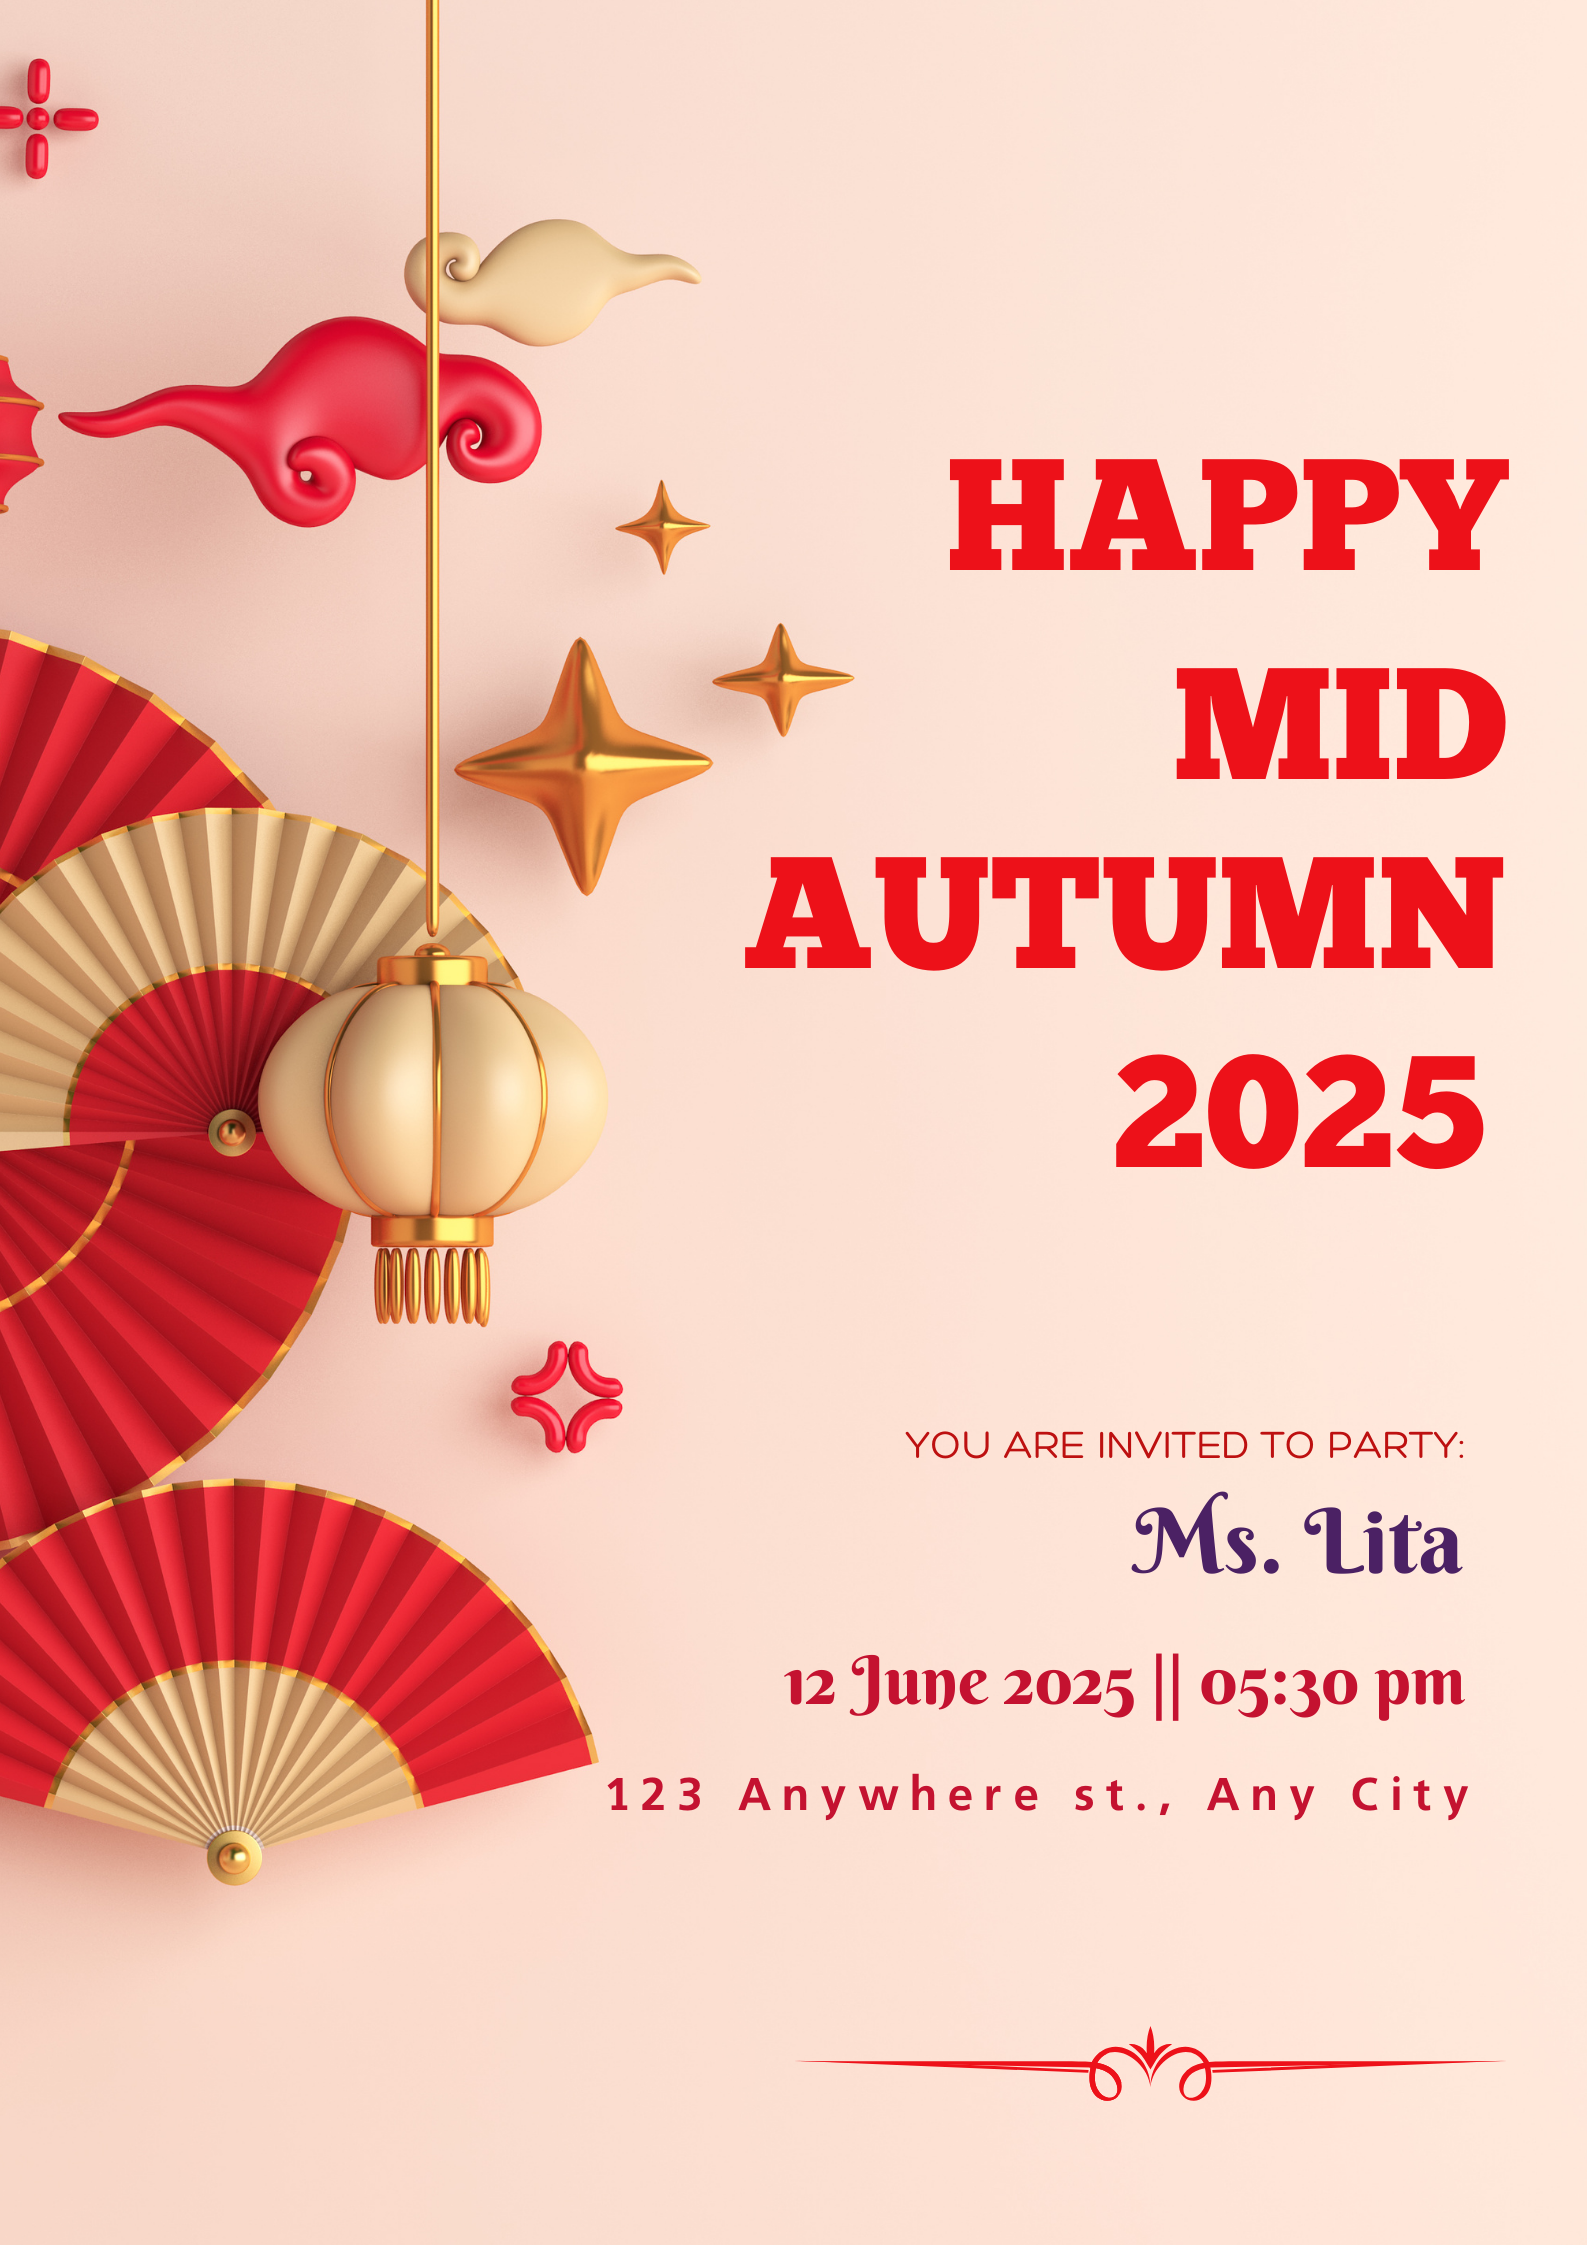 HAPPY
MID
AUTUMN
2025
YOU ARE INVITED TO PARTY:
Ms. Lita
12 June 2025 || 05:30 pm
123 Anywhere st., Any City